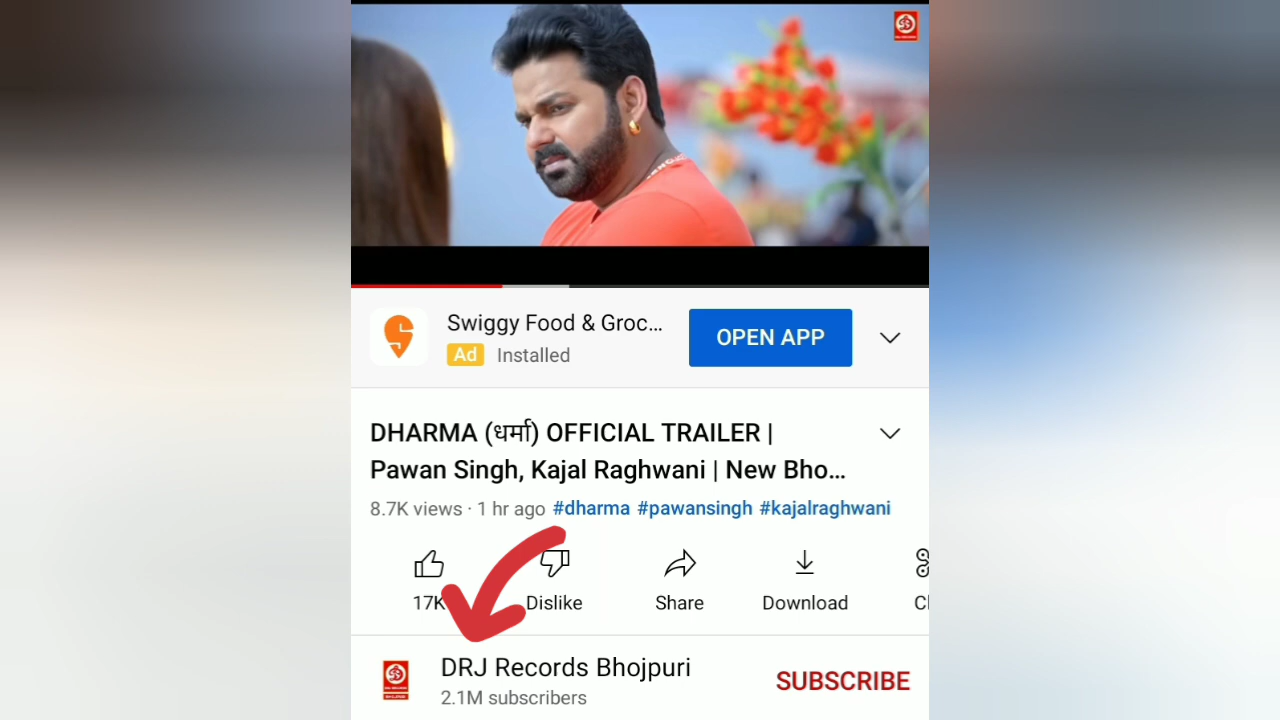 Swiggy Food & Groc...
OPEN APP
Ad Installed
DHARMA (धर्मा) OFFICIAL TRAILER |
Pawan Singh, Kajal Raghwani | New Bho...
8.7K views · 1 hr ago #dharma #pawansingh #kajalraghwani
17K Dislike Share Download
DRJ Records Bhojpuri
SUBSCRIBE
2.1M subscribers